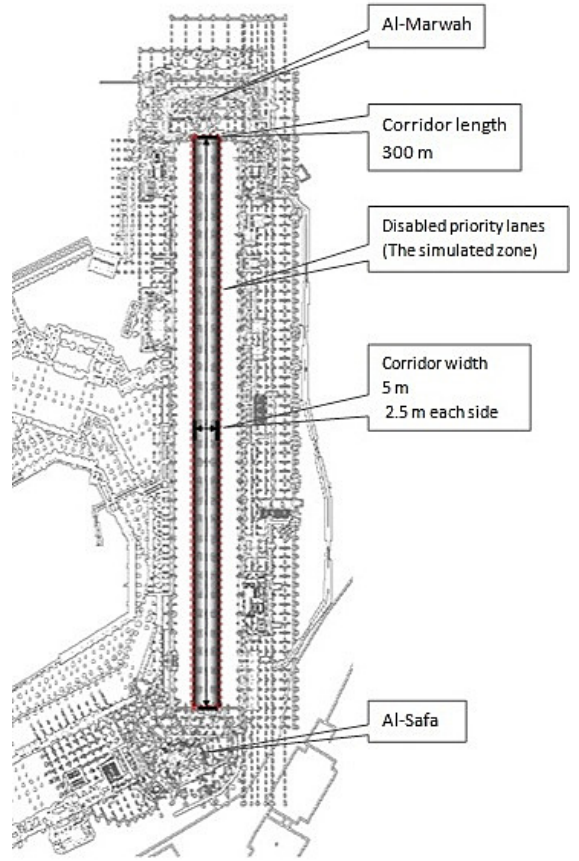 Al-Marwah
Corridor length
300 m
Disabled priority lanes
(The simulated zone)
Corridor width
5 m
2.5 m each side
Al-Safa